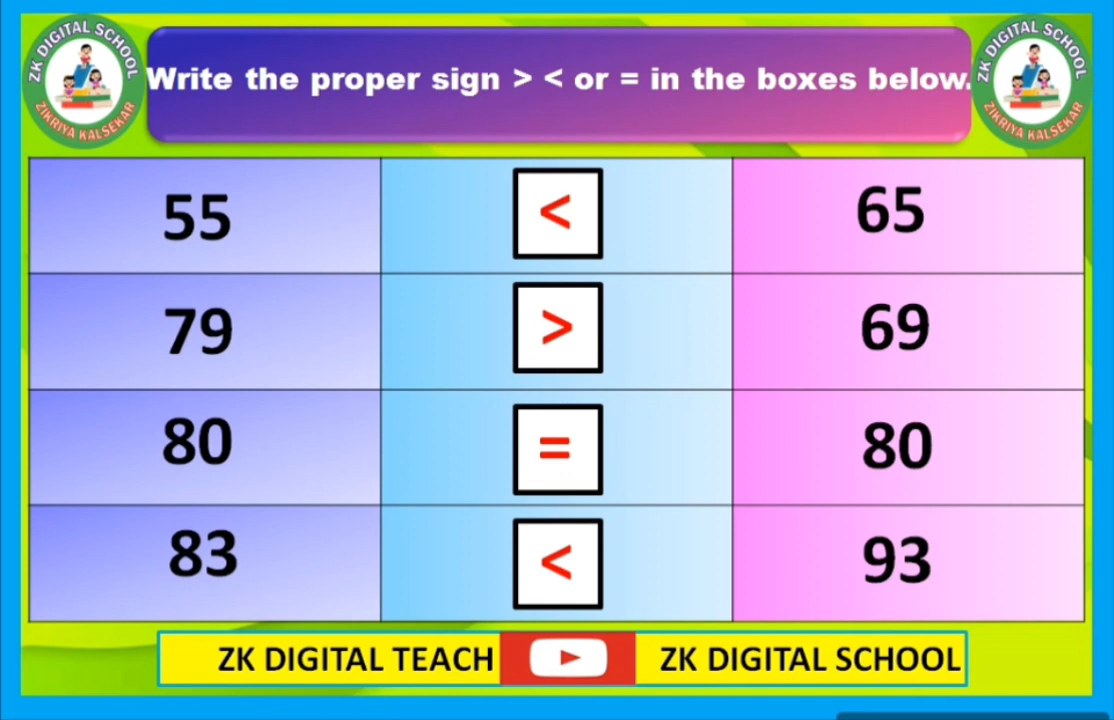 ZK DIGITAL SCHOOL
ZIKRIYA KALSEKAR
Write the proper sign > < or = in the boxes below.
ZK DIGITAL SCHOOL
ZIKRIYA KALSEKAR
55 < 65
79 > 69
80 = 80
83 < 93
ZK DIGITAL TEACH ZK DIGITAL SCHOOL